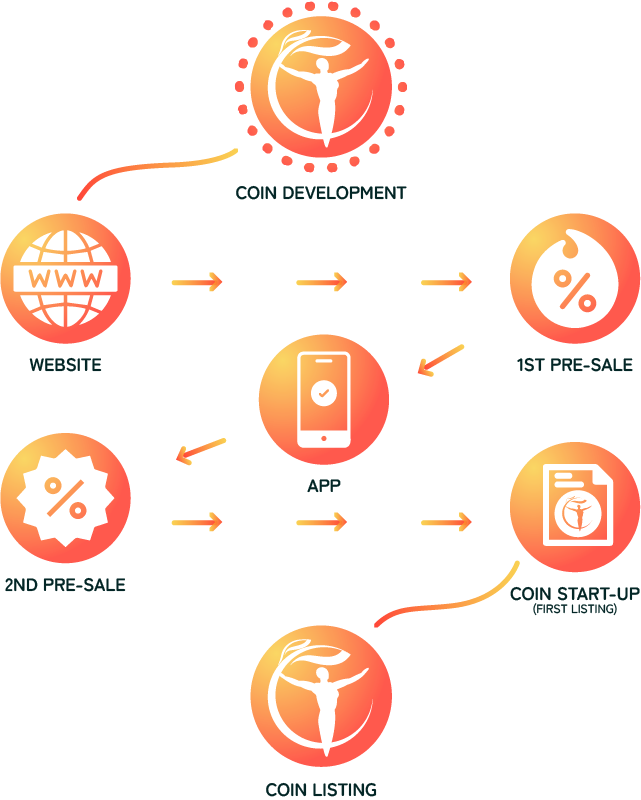 COIN DEVELOPMENT
WWW
WEBSITE
%
1ST PRE-SALE
APP
%
2ND PRE-SALE
COIN START-UP
(FIRST LISTING)
COIN LISTING